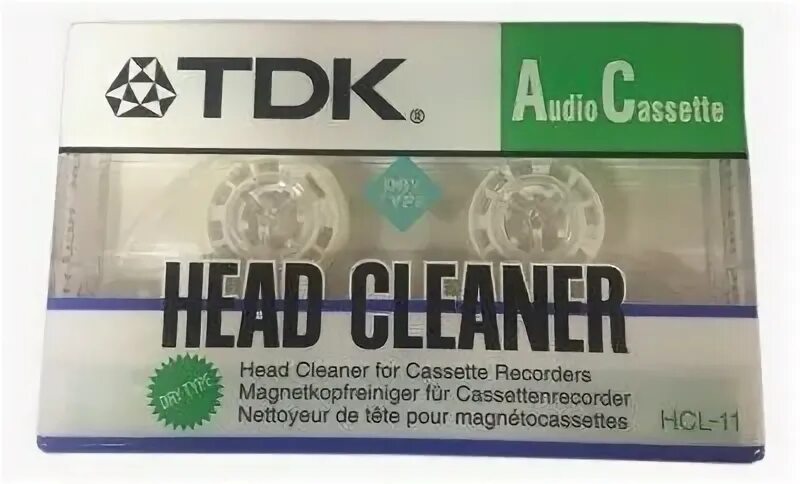 TDK®
Audio Cassette
DRY
TYPE
HEAD CLEANER
DRY TYPE
Head Cleaner for Cassette Recorders
Magnetkopfreiniger für Cassettenrecorder
Nettoyeur de tête pour magnétocassettes
HCL-11